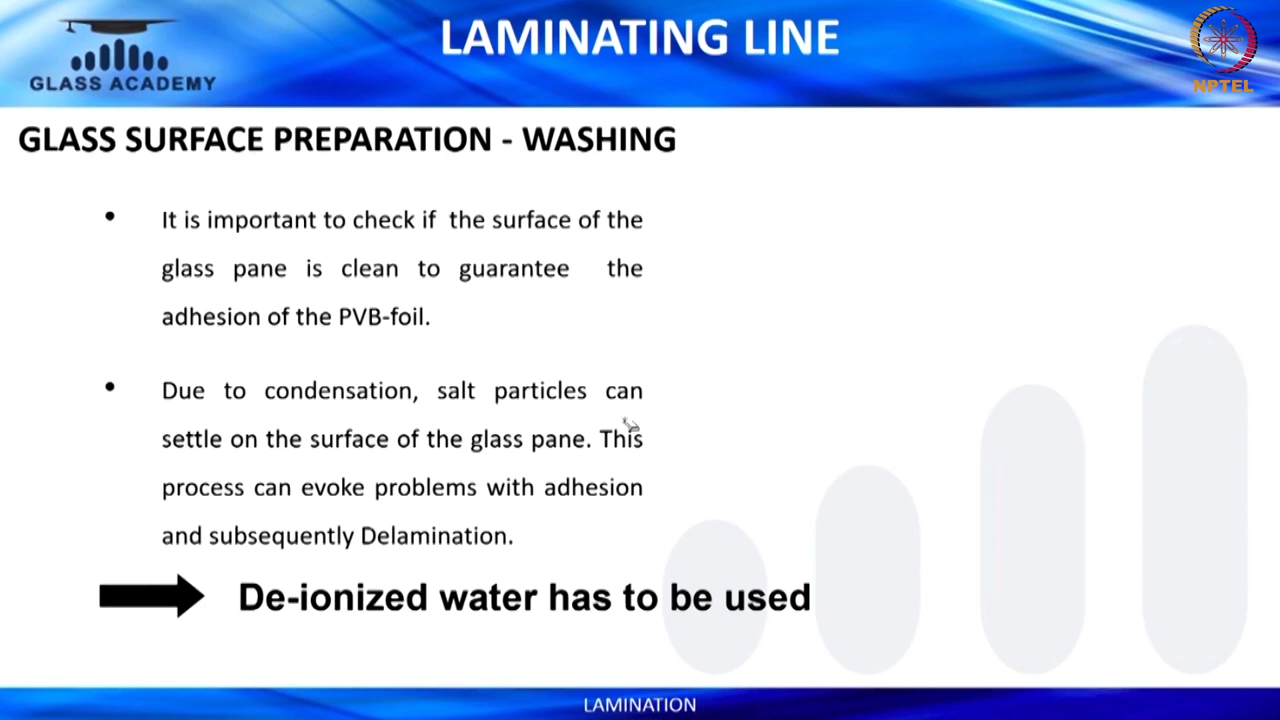 LAMINATING LINE
GLASS ACADEMY
NPTEL
GLASS SURFACE PREPARATION - WASHING
• It is important to check if the surface of the
glass pane is clean to guarantee the
adhesion of the PVB-foil.
• Due to condensation, salt particles can
settle on the surface of the glass pane. This
process can evoke problems with adhesion
and subsequently Delamination.
De-ionized water has to be used
LAMINATION